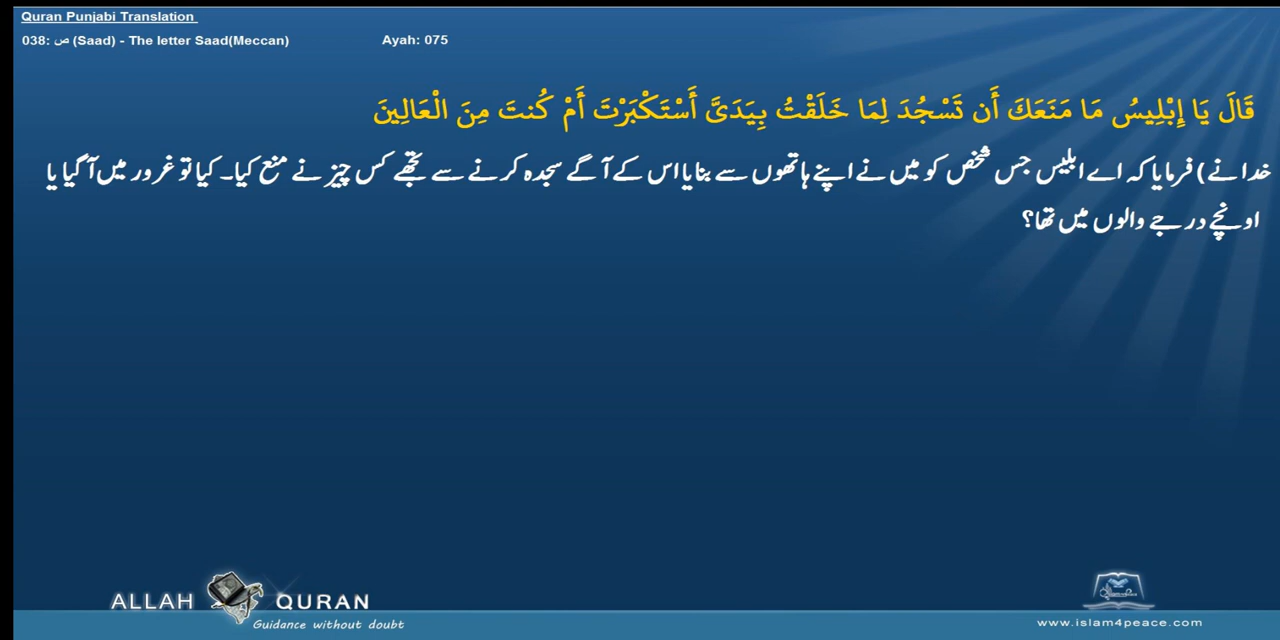 Quran Punjabi Translation
038: ص (Saad) - The letter Saad(Meccan) Ayah: 075
قَالَ يَا إِبْلِيسُ مَا مَنَعَكَ أَن تَسْجُدَ لِمَا خَلَقْتُ بِيَدَيَّ أَسْتَكْبَرْتَ أَمْ كُنتَ مِنَ الْعَالِينَ
خدا نے) فرمایا کہ اے ابلیس جس شخص کو میں نے اپنے ہاتھوں سے بنایا اس کے آگے سجدہ کرنے سے تجھے کس چیز نے منع کیا۔ کیا تو غرور میں آگیا یا
اونچے درجے والوں میں تھا؟
ALLAH QURAN
Guidance without doubt
www.islam4peace.com